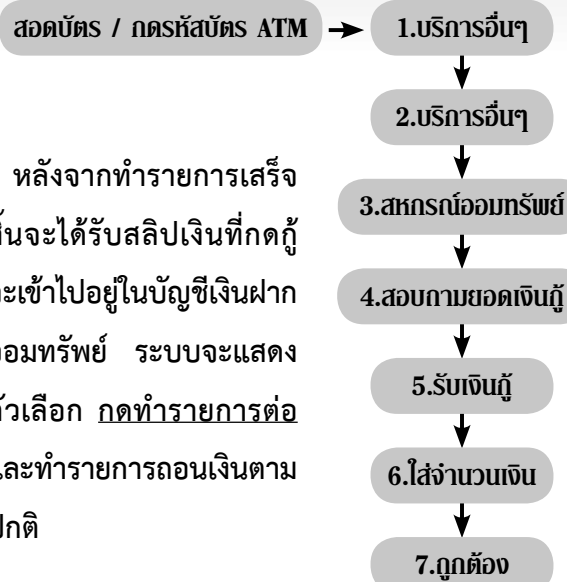 สอดบัตร / กดรหัสบัตร ATM
1.บริการอื่นๆ
2.บริการอื่นๆ
3.สหกรณ์ออมทรัพย์
4.สอบถามยอดเงินกู้
5.รับเงินกู้
6.ใส่จำนวนเงิน
7.ถูกต้อง
หลังจากทำรายการเสร็จ
จะได้รับสลิปเงินที่กดกู้
จะเข้าไปอยู่ในบัญชีเงินฝาก
ออมทรัพย์ ระบบจะแสดง
ตัวเลือก กดทำรายการต่อ
และทำรายการถอนเงินตาม
ปกติ